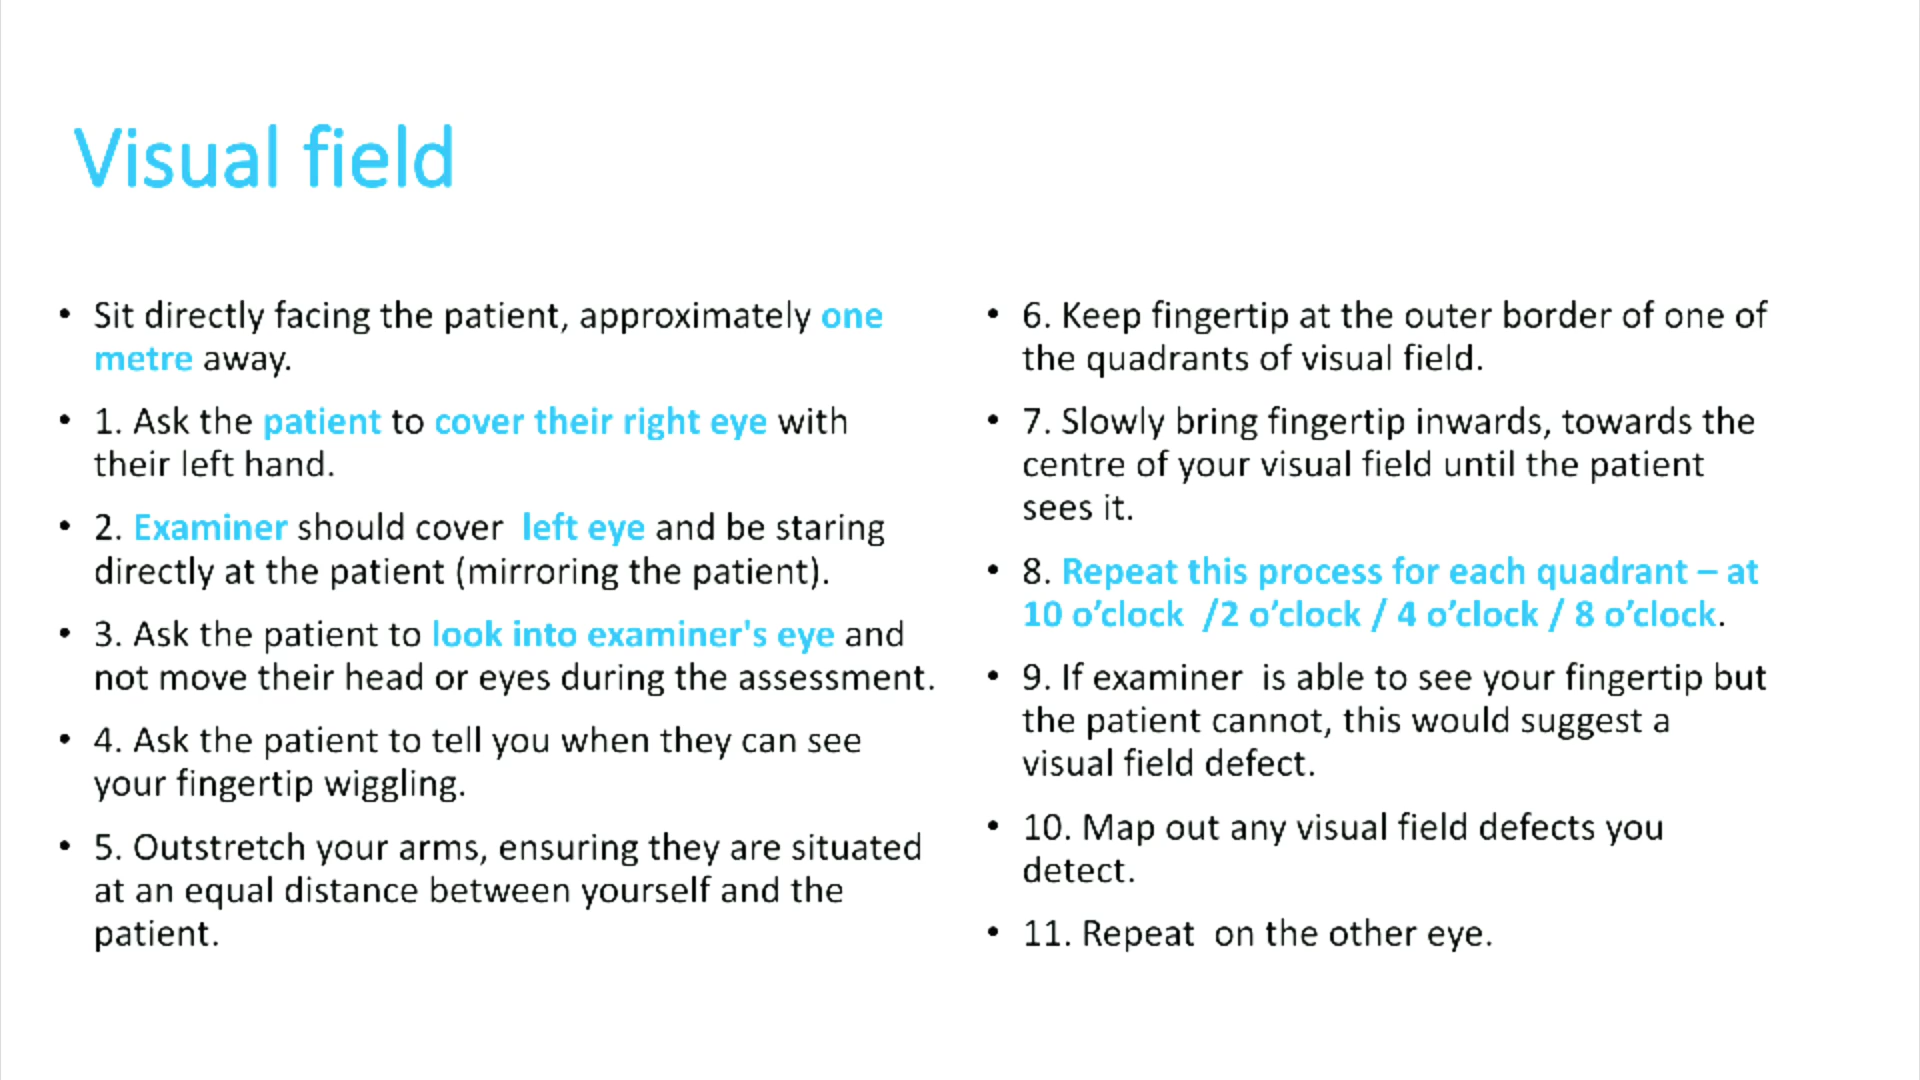 Visual field
• Sit directly facing the patient, approximately one
metre away.
• 1. Ask the patient to cover their right eye with
their left hand.
• 2. Examiner should cover  left eye and be staring
directly at the patient (mirroring the patient).
• 3. Ask the patient to look into examiner's eye and
not move their head or eyes during the assessment.
• 4. Ask the patient to tell you when they can see
your fingertip wiggling.
• 5. Outstretch your arms, ensuring they are situated
at an equal distance between yourself and the
patient.
• 6. Keep fingertip at the outer border of one of
the quadrants of visual field.
• 7. Slowly bring fingertip inwards, towards the
centre of your visual field until the patient
sees it.
• 8. Repeat this process for each quadrant – at
10 o’clock  /2 o’clock / 4 o’clock / 8 o’clock.
• 9. If examiner  is able to see your fingertip but
the patient cannot, this would suggest a
visual field defect.
• 10. Map out any visual field defects you
detect.
• 11. Repeat  on the other eye.